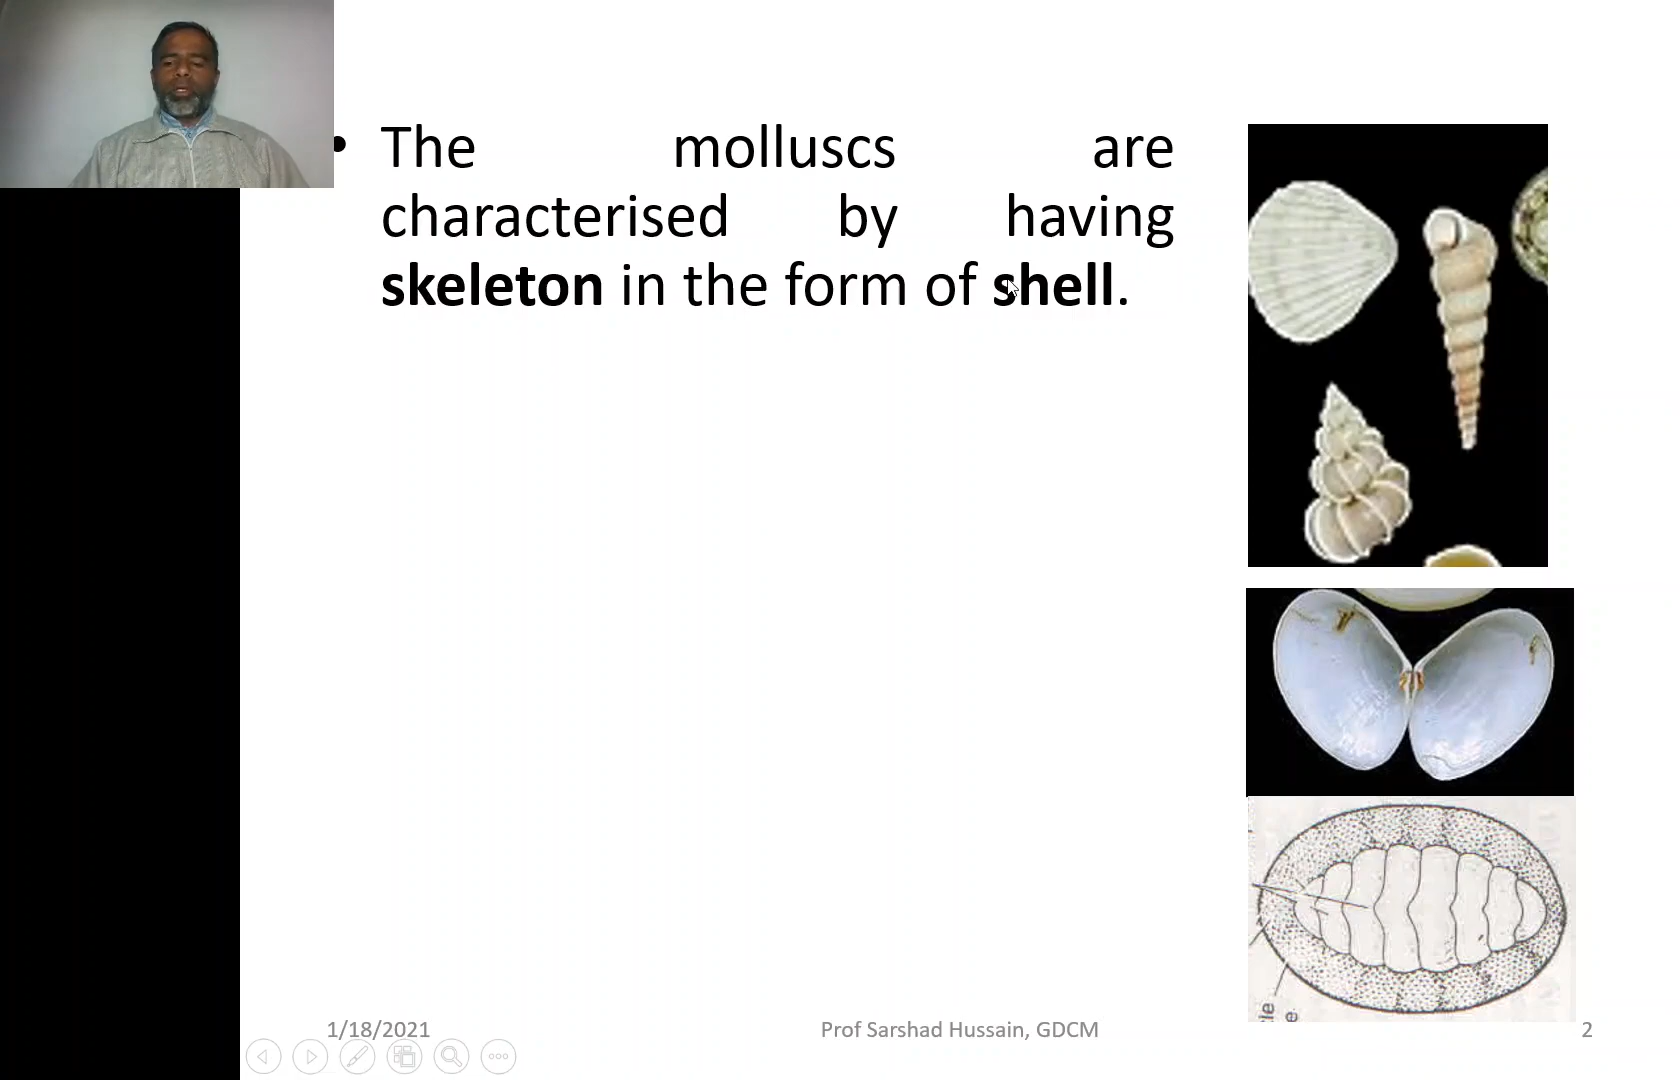 • The molluscs are
characterised by having
skeleton in the form of shell.
1/18/2021
Prof Sarshad Hussain, GDCM
2